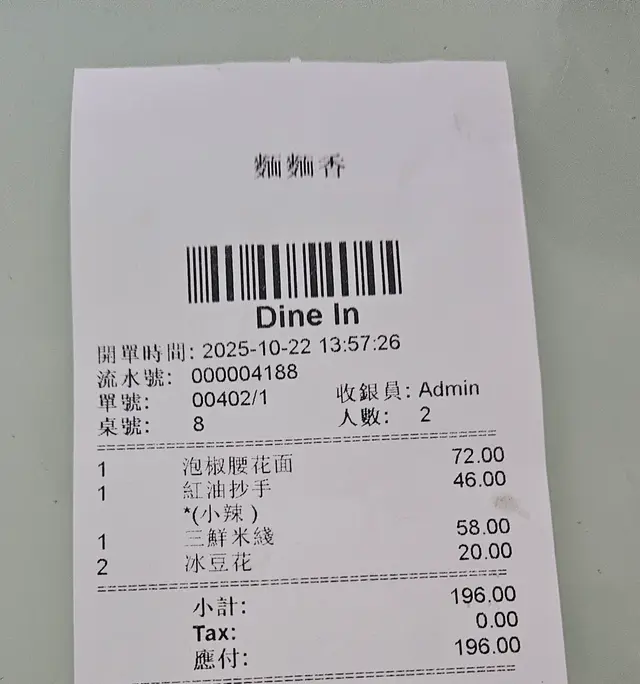 麵麵香
Dine In
開單時間: 2025-10-22 13:57:26
流水號: 000004188
單號: 00402/1 收銀員: Admin
桌號: 8 人數: 2
1 泡椒腰花面 72.00
1 紅油抄手 46.00
*(小辣)
1 三鮮米綫 58.00
2 冰豆花 20.00
小計: 196.00
Tax: 0.00
應付: 196.00